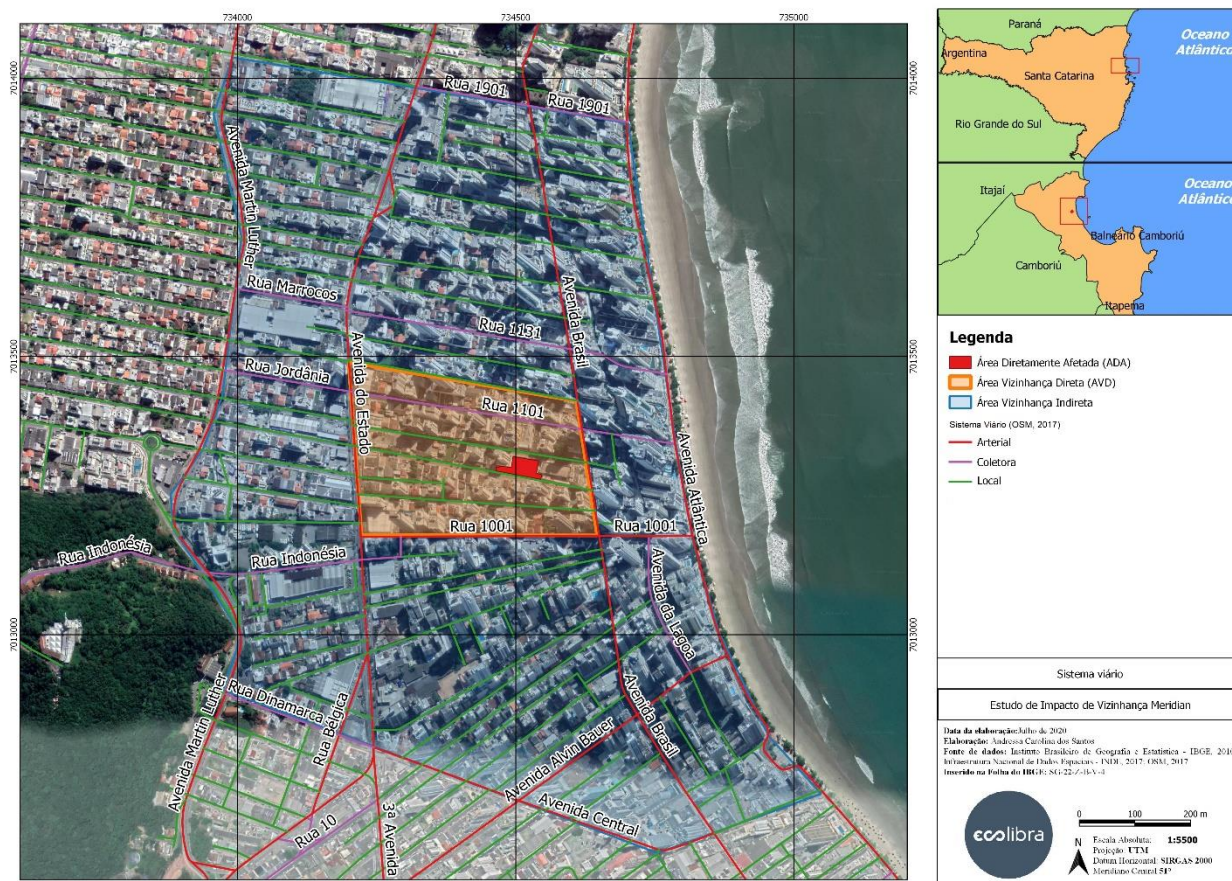 734000
734500
735000
7014000
7013500
7013000
7014000
7013500
7013000
734000
734500
735000
Rua 1901
Rua 1901
Avenida Martin Luther
Rua Marrocos
Rua 1131
Avenida Brasil
Rua Jordânia
Avenida do Estado
Rua 1101
Avenida Atlântica
Rua 1001
Rua 1001
Rua Indonésia
Rua Indonésia
Avenida da Lagoa
Rua Dinamarca
Rua Bélgica
Avenida Martin Luther
Avenida Brasil
Avenida Alvin Bauer
Avenida Central
Rua 10
3a Avenida
Paraná
Oceano
Atlântico
Argentina
Santa Catarina
Rio Grande do Sul
Itajaí
Oceano
Atlântico
Balneário Camboriú
Camboriú
Itapema
Legenda
Área Diretamente Afetada (ADA)
Área Vizinhança Direta (AVD)
Área Vizinhança Indireta
Sistema Viário (OSM, 2017)
Arterial
Coletora
Local
Sistema viário
Estudo de Impacto de Vizinhança Meridian
Data da elaboração: Julho de 2020
Elaboração: Andressa Carolina dos Santos
Fonte de dados: Instituto Brasileiro de Geografia e Estatística - IBGE,
Infraestrutura Nacional de Dados Espaciais - INDE, 2017; OSM, 2017
Inserido na Folha do IBGE:
ecolibra
0 100 200 m
N
Escala Absoluta: 1:5500
Projeção: UTM
Datum Horizontal: SIRGAS 2000
Meridiano Central 51º